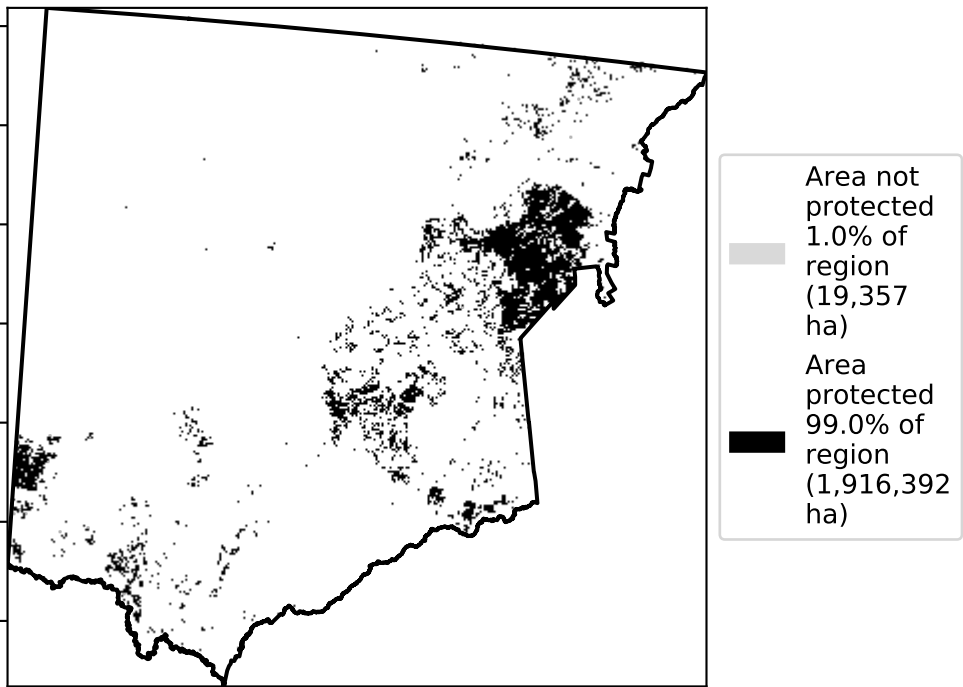 Area not
protected
1.0% of
region
(19,357
ha)
Area
protected
99.0% of
region
(1,916,392
ha)